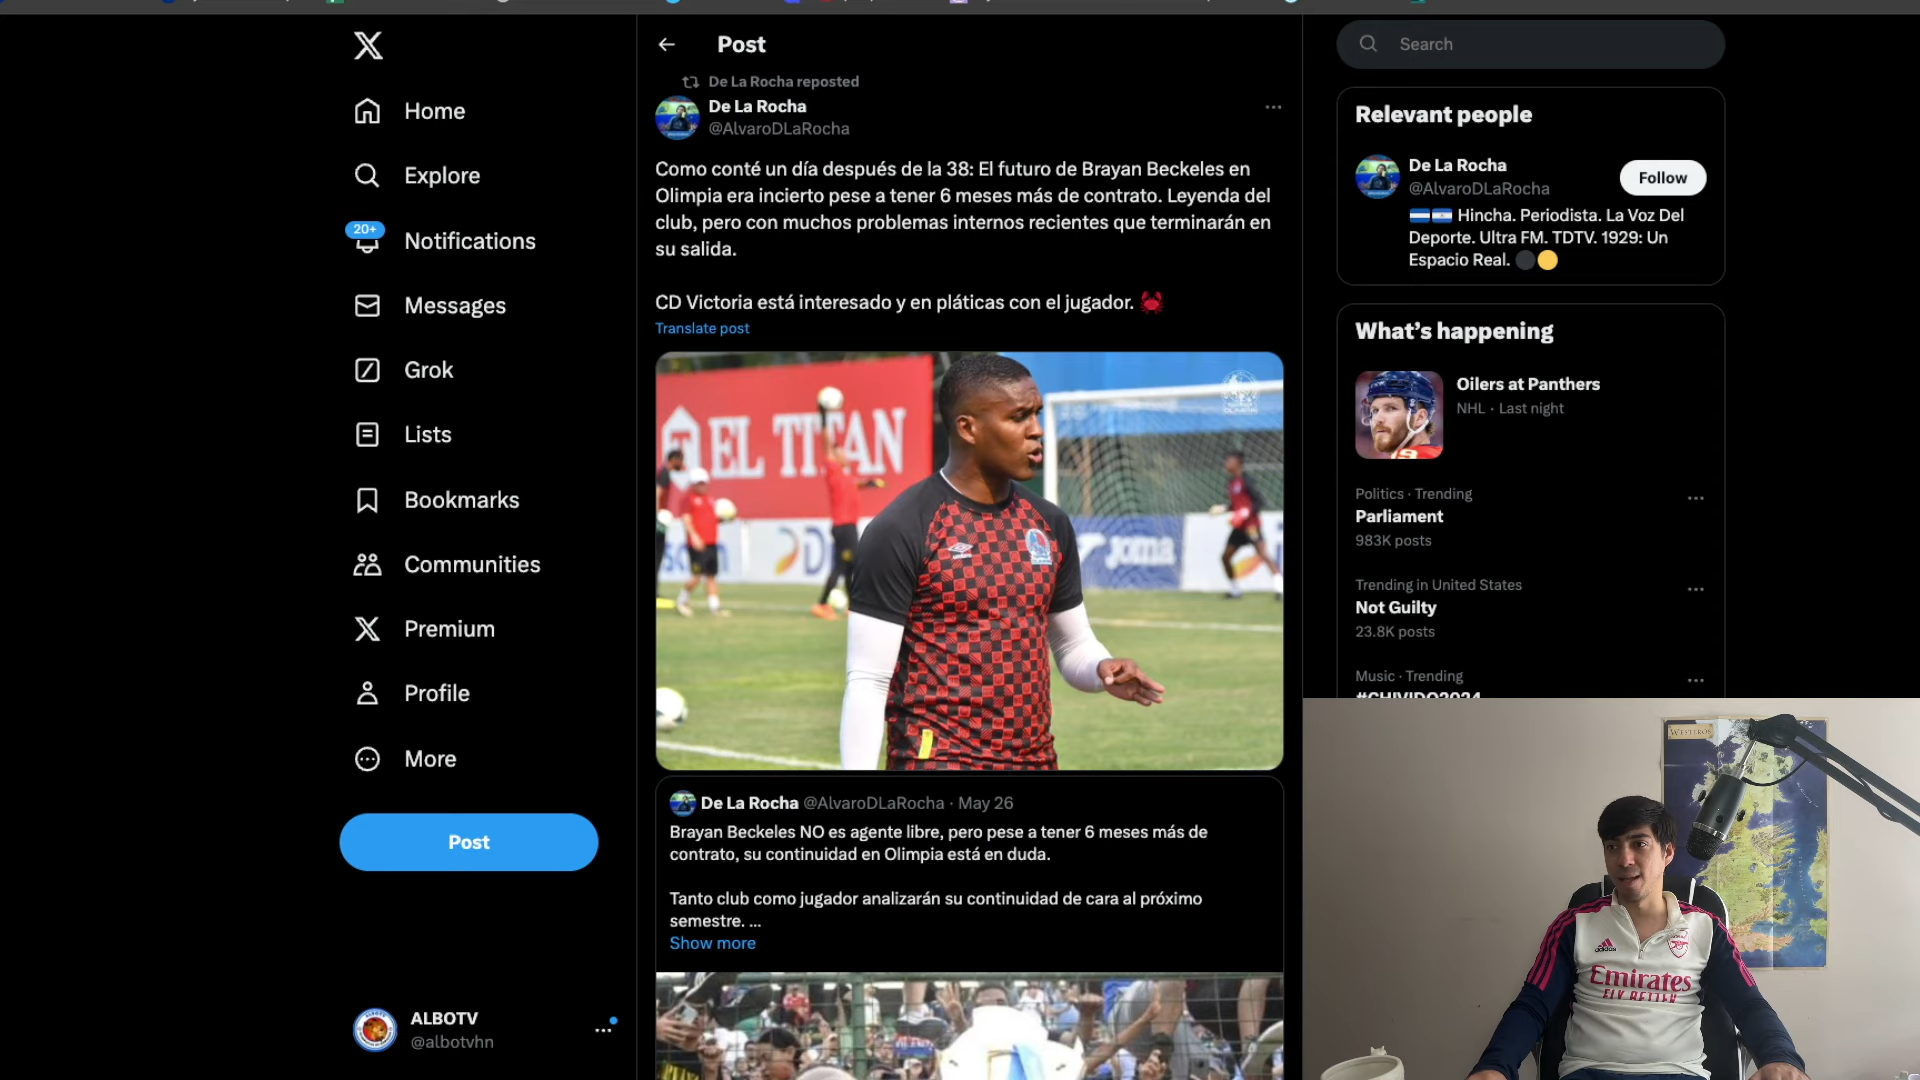 Home
Explore
20+
Notifications
Messages
Grok
Lists
Bookmarks
Communities
Premium
Profile
More
Post
ALBOTV
@albotvhn
Post
De La Rocha reposted
De La Rocha
@AlvaroDLaRocha
Como conté un día después de la 38: El futuro de Brayan Beckeles en
Olimpia era incierto pese a tener 6 meses más de contrato. Leyenda del
club, pero con muchos problemas internos recientes que terminarán en
su salida.
CD Victoria está interesado y en pláticas con el jugador. 🦀
Translate post
EL TITAN
joma
De La Rocha @AlvaroDLaRocha · May 26
Brayan Beckeles NO es agente libre, pero pese a tener 6 meses más de
contrato, su continuidad en Olimpia está en duda.
Tanto club como jugador analizarán su continuidad de cara al próximo
semestre. ...
Show more
Search
Relevant people
De La Rocha
@AlvaroDLaRocha
Follow
🇭🇳🇳🇮 Hincha. Periodista. La Voz Del
Deporte. Ultra FM. TDTV. 1929: Un
Espacio Real. ⚫🟡
What's happening
Oilers at Panthers
NHL · Last night
Politics · Trending
Parliament
983K posts
Trending in United States
Not Guilty
23.8K posts
Music · Trending
WESTEROS
adidas
Emirates
FLY BETTER